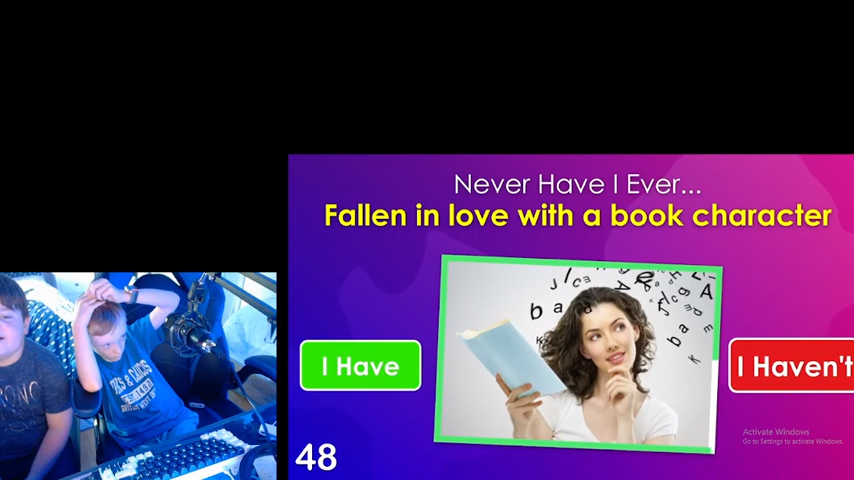 Never Have I Ever...
Fallen in love with a book character
I Have
I Haven't
48
Activate Windows
Go to Settings to activate Windows.